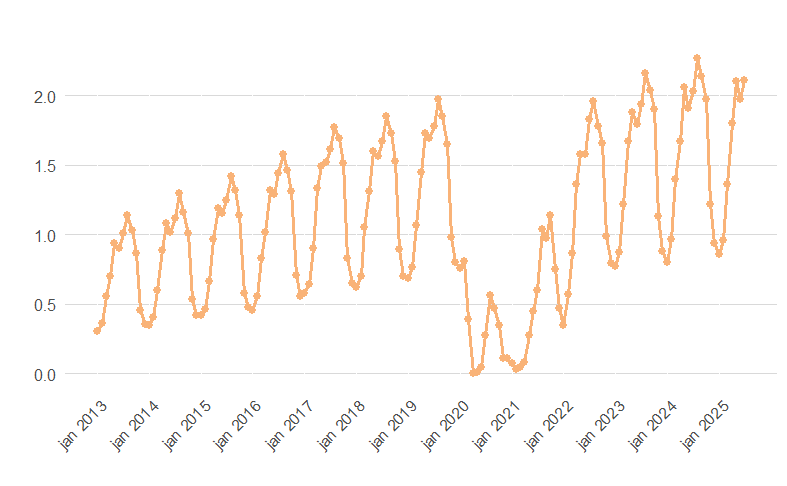 2.0
1.5
1.0
0.5
0.0
jan 2013
jan 2014
jan 2015
jan 2016
jan 2017
jan 2018
jan 2019
jan 2020
jan 2021
jan 2022
jan 2023
jan 2024
jan 2025